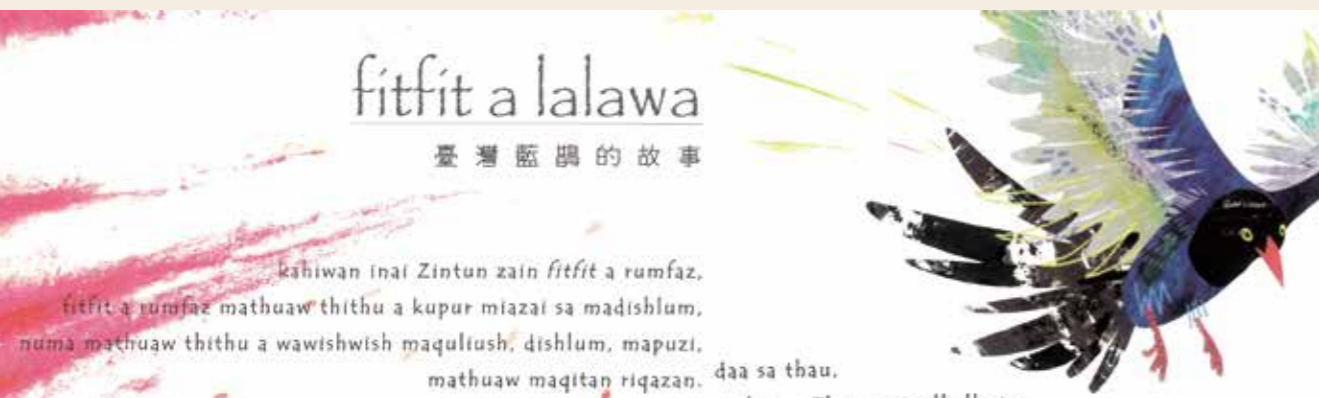 fitfit a lalawa
臺灣藍鵲的故事
kahiwan inai Zintun zain fitfit a rumfaz,
fitfit a rumfaz mathuaw thithu a kupur miazai sa madishlum,
numa mathuaw thithu a wawishwish maquliush, dishlum, mapuzi,
mathuaw maqitan riqazan.
daa sa thau,